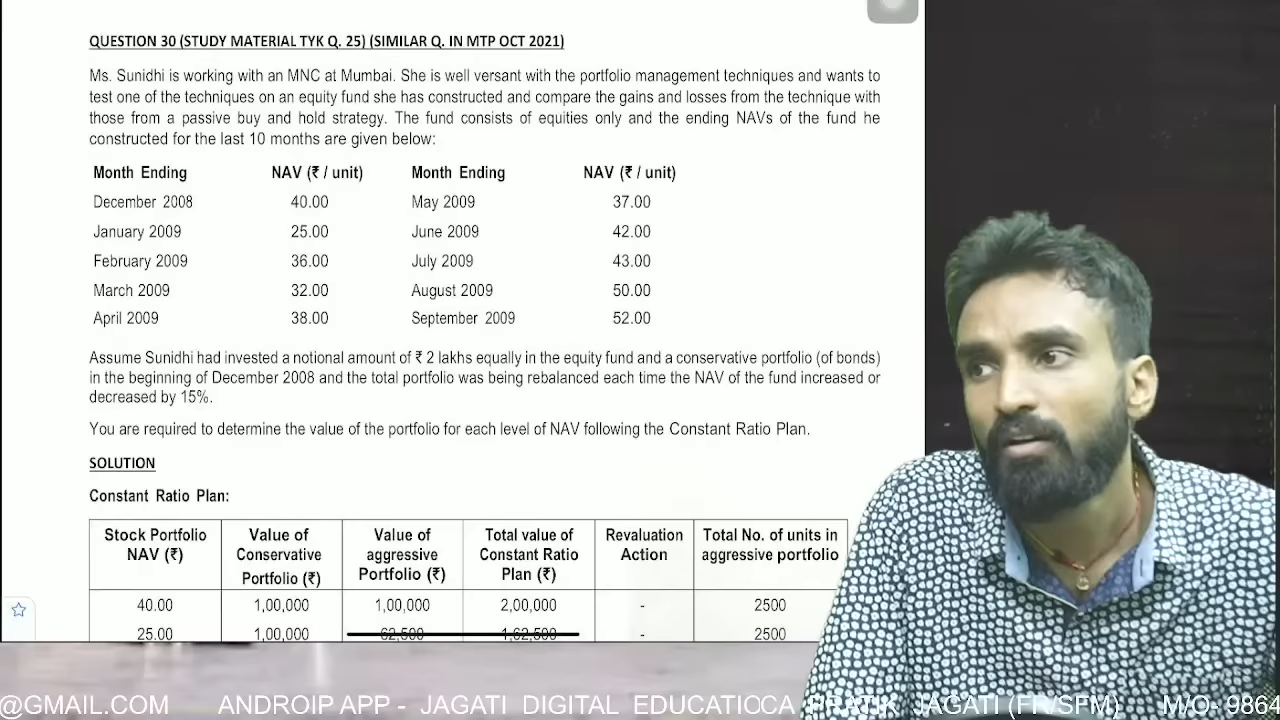 QUESTION 30 (STUDY MATERIAL TYK Q. 25) (SIMILAR Q. IN MTP OCT 2021)
Ms. Sunidhi is working with an MNC at Mumbai. She is well versant with the portfolio management techniques and wants to
test one of the techniques on an equity fund she has constructed and compare the gains and losses from the technique with
those from a passive buy and hold strategy. The fund consists of equities only and the ending NAVs of the fund he
constructed for the last 10 months are given below:
Month Ending NAV (₹ / unit) Month Ending NAV (₹ / unit)
December 2008 40.00 May 2009 37.00
January 2009 25.00 June 2009 42.00
February 2009 36.00 July 2009 43.00
March 2009 32.00 August 2009 50.00
April 2009 38.00 September 2009 52.00
Assume Sunidhi had invested a notional amount of ₹ 2 lakhs equally in the equity fund and a conservative portfolio (of bonds)
in the beginning of December 2008 and the total portfolio was being rebalanced each time the NAV of the fund increased or
decreased by 15%.
You are required to determine the value of the portfolio for each level of NAV following the Constant Ratio Plan.
SOLUTION
Constant Ratio Plan:
Stock Portfolio Value of Value of Total value of Revaluation Total No. of units in
NAV (₹) Conservative aggressive Constant Ratio Action aggressive portfolio
Portfolio (₹) Portfolio (₹) Plan (₹)
40.00 1,00,000 1,00,000 2,00,000 - 2500
25.00 1,00,000 62,500 1,62,500 - 2500
@GMAIL.COM ANDROIP APP - JAGATI DIGITAL EDUCATIOCA PRATIK JAGATI (FR/SFM) M/O- 9864